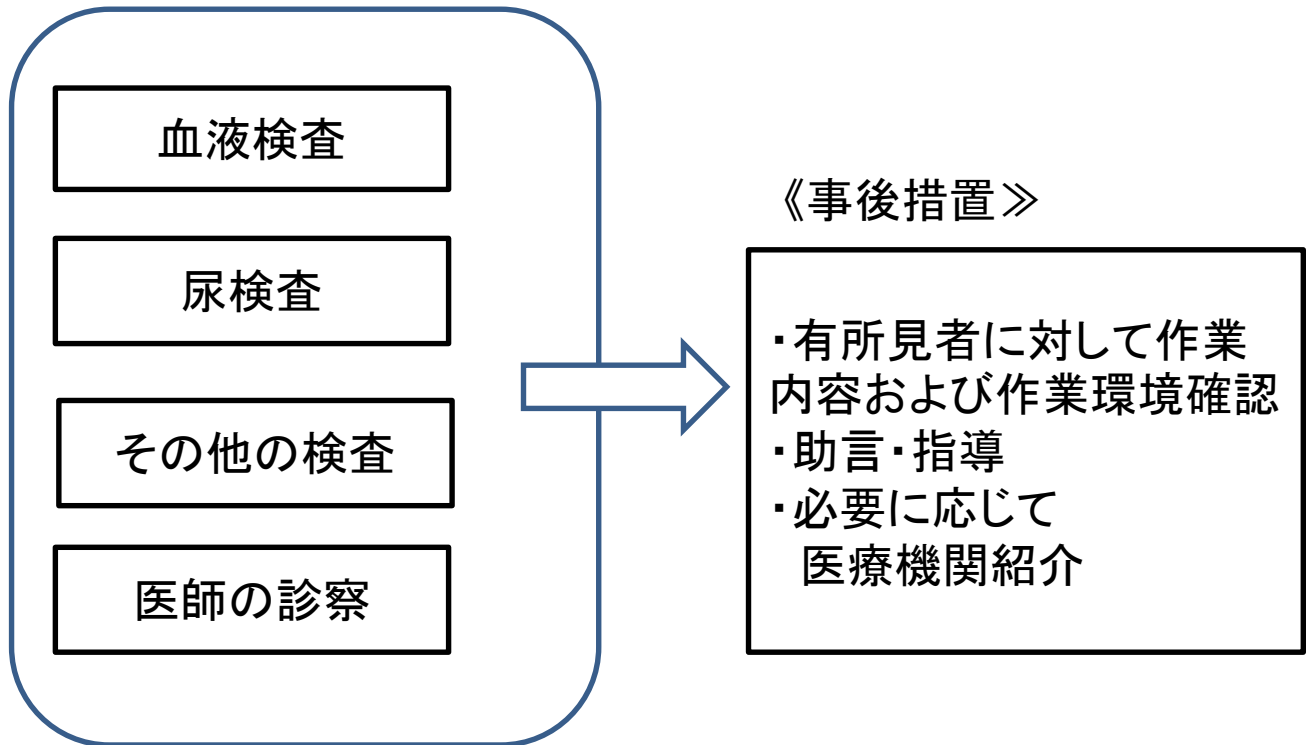 血液検査
尿検査
その他の検査
医師の診察
《事後措置≫
・有所見者に対して作業
内容および作業環境確認
・助言・指導
・必要に応じて
医療機関紹介